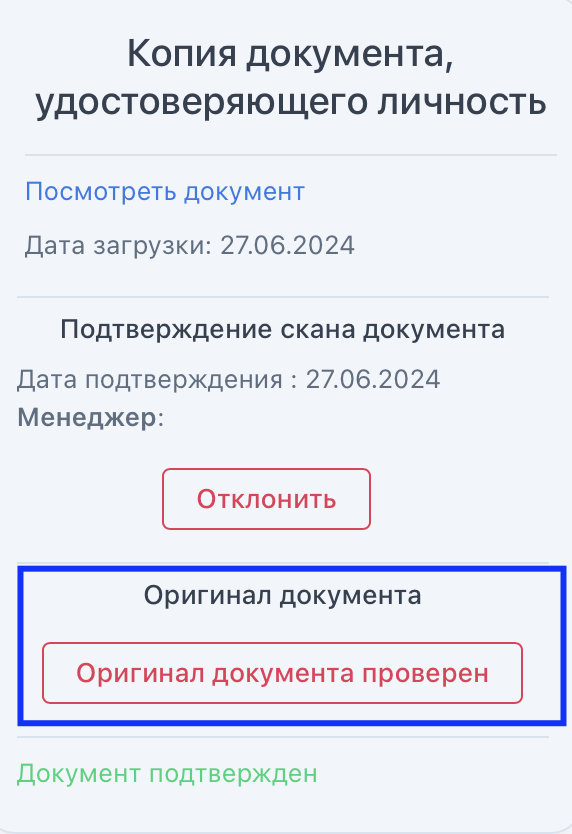 Копия документа,
удостоверяющего личность
Посмотреть документ
Дата загрузки: 27.06.2024
Подтверждение скана документа
Дата подтверждения : 27.06.2024
Менеджер:
Отклонить
Оригинал документа
Оригинал документа проверен
Документ подтвержден